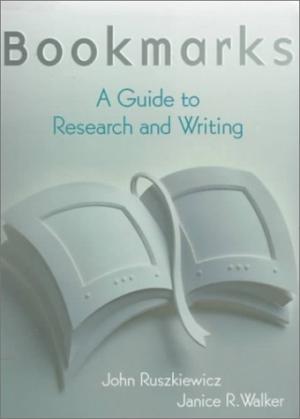 Bookmarks
A Guide to
Research and Writing
John Ruszkiewicz
Janice R. Walker